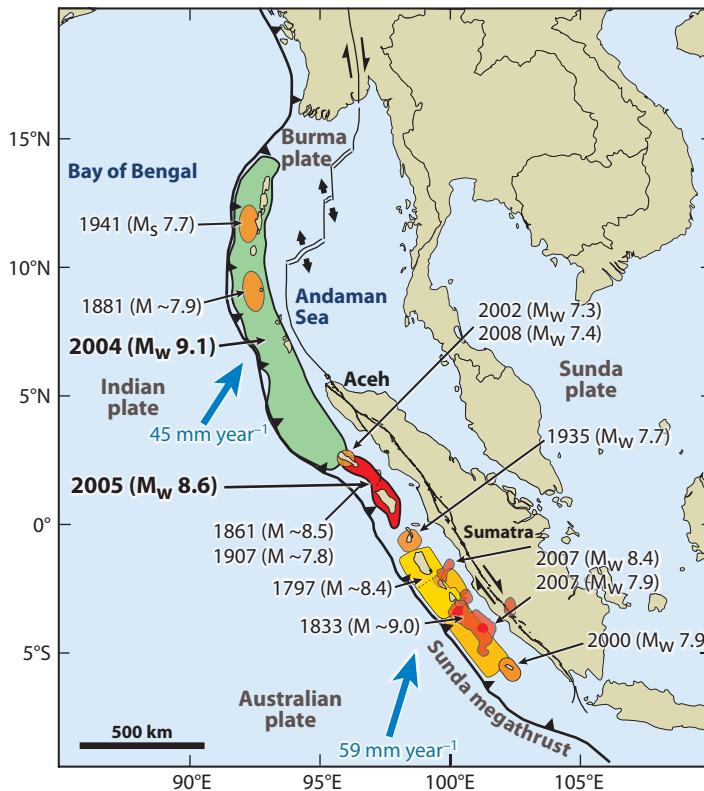 15°N
Burma
plate
Bay of Bengal
1941 (MS 7.7)
10°N
1881 (M ~7.9)
Andaman
Sea
2002 (MW 7.3)
2008 (MW 7.4)
2004 (MW 9.1)
Sunda
plate
Aceh
Indian
plate
5°N
45 mm year–1
1935 (MW 7.7)
2005 (MW 8.6)
0°
1861 (M ~8.5)
1907 (M ~7.8)
Sumatra
2007 (MW 8.4)
2007 (MW 7.9)
1797 (M ~8.4)
1833 (M ~9.0)
2000 (MW 7.9
5°S
Sunda megathrust
Australian
plate
500 km
59 mm year–1
90°E
95°E
100°E
105°E